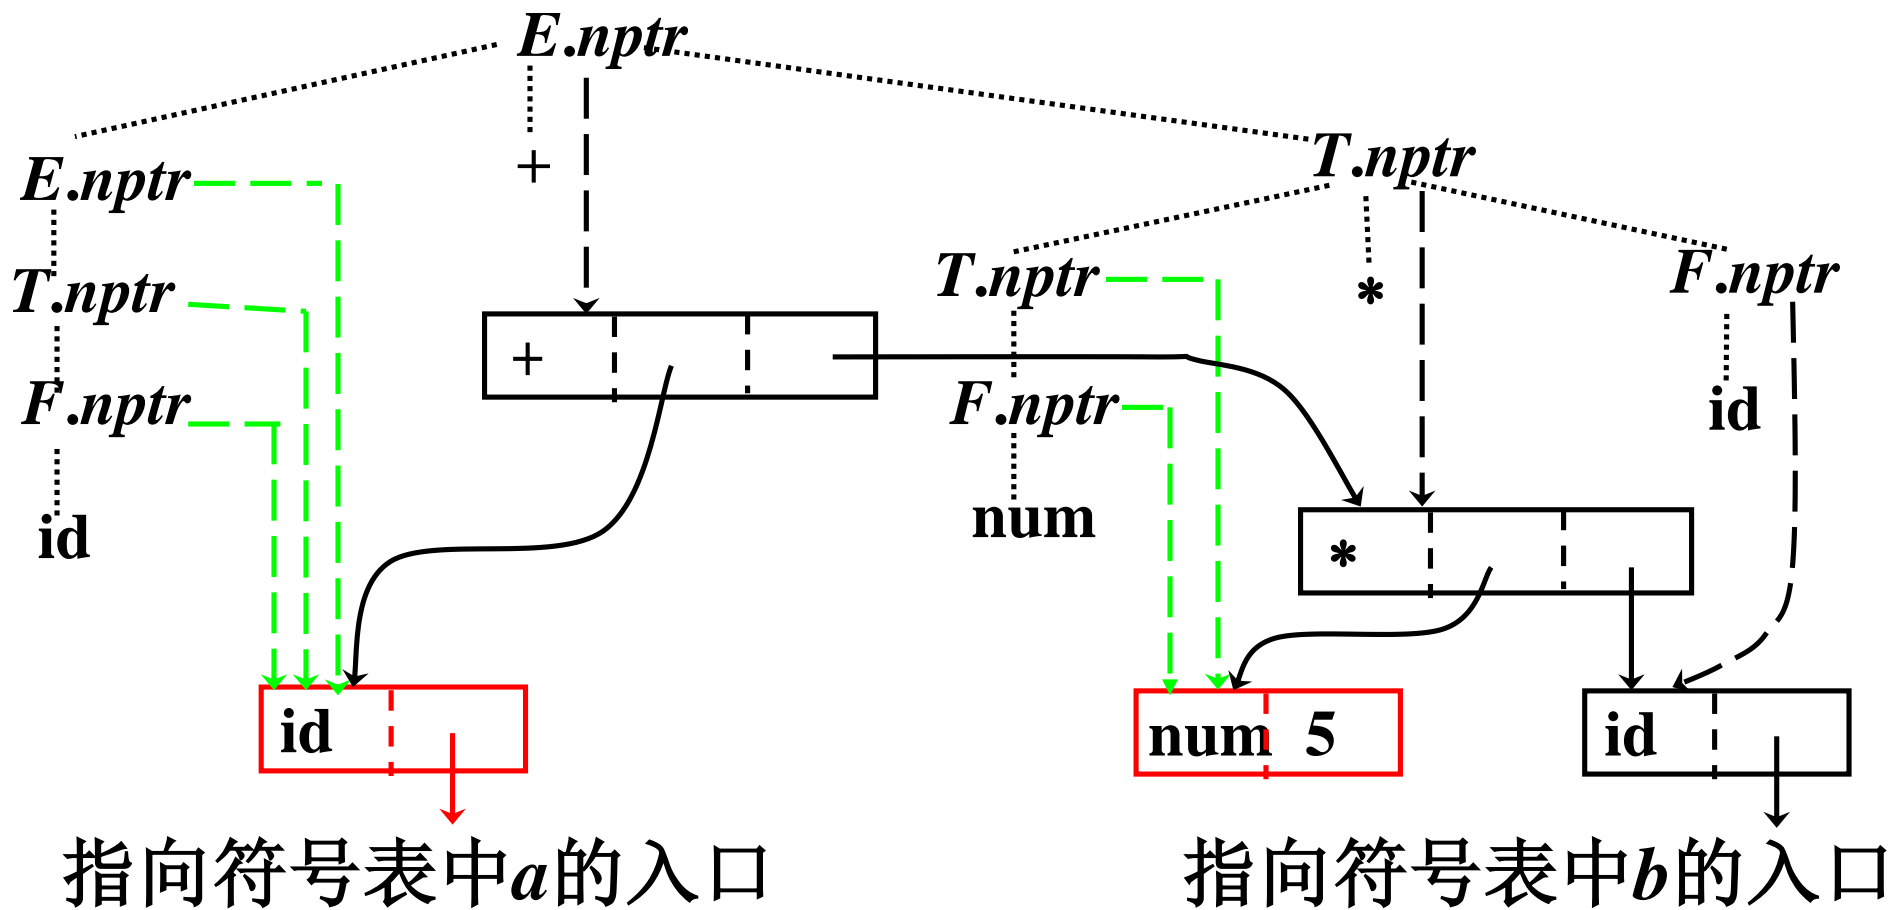 E.nptr
+
T.nptr
E.nptr
T.nptr
*
F.nptr
T.nptr
+
F.nptr
F.nptr
id
id
num
*
id
num 5
id
指向符号表中a的入口
指向符号表中b的入口